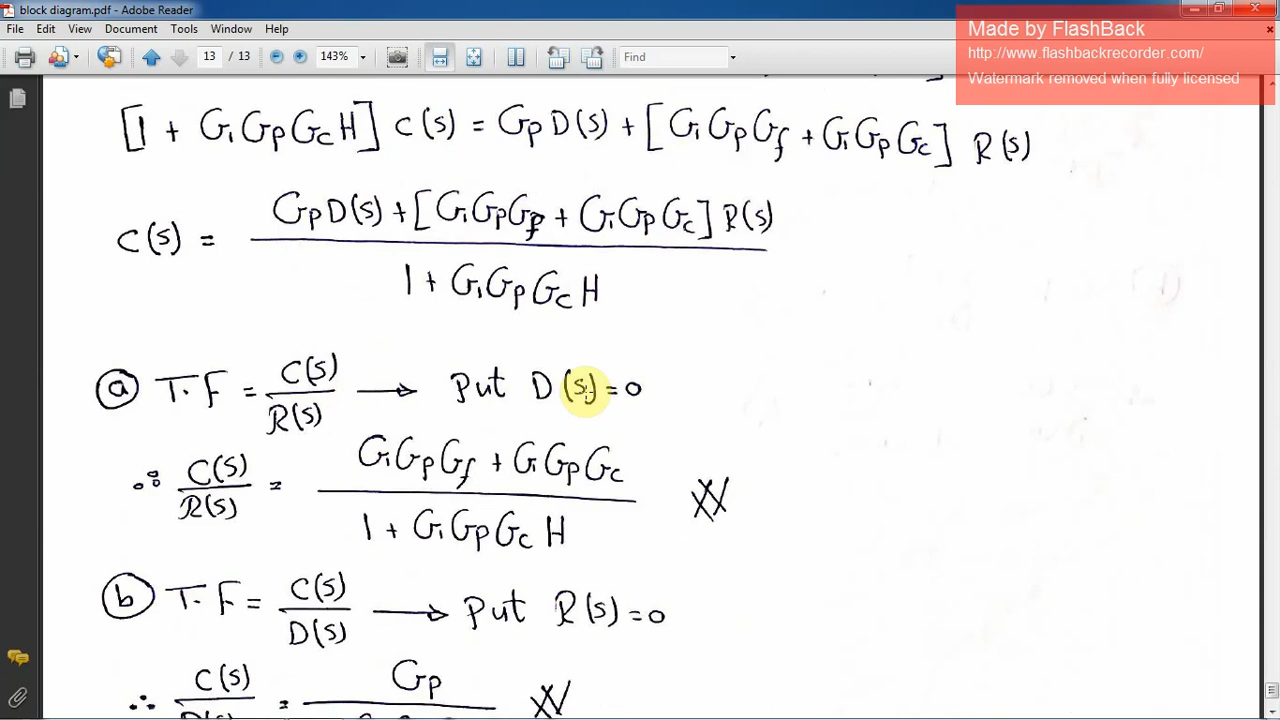 block diagram.pdf - Adobe Reader
File Edit View Document Tools Window Help
13 / 13 143% Find
Made by FlashBack
http://www.flashbackrecorder.com/
Watermark removed when fully licensed
[1 + G₁GpGcH] C(s) = GpD(s) + [G₁GpGf + G₁GpGc] R(s)
GpD(s) + [G₁GpGf + G₁GpGc] R(s)
C(s) =
1 + G₁GpGcH
ⓐ T.F = C(s)/R(s) → Put D(s) = 0
∴ C(s)/R(s) =
G₁GpGf + G₁GpGc
1 + G₁GpGcH
ⓑ T.F = C(s)/D(s) → Put R(s) = 0
∴ C(s)
= Gp